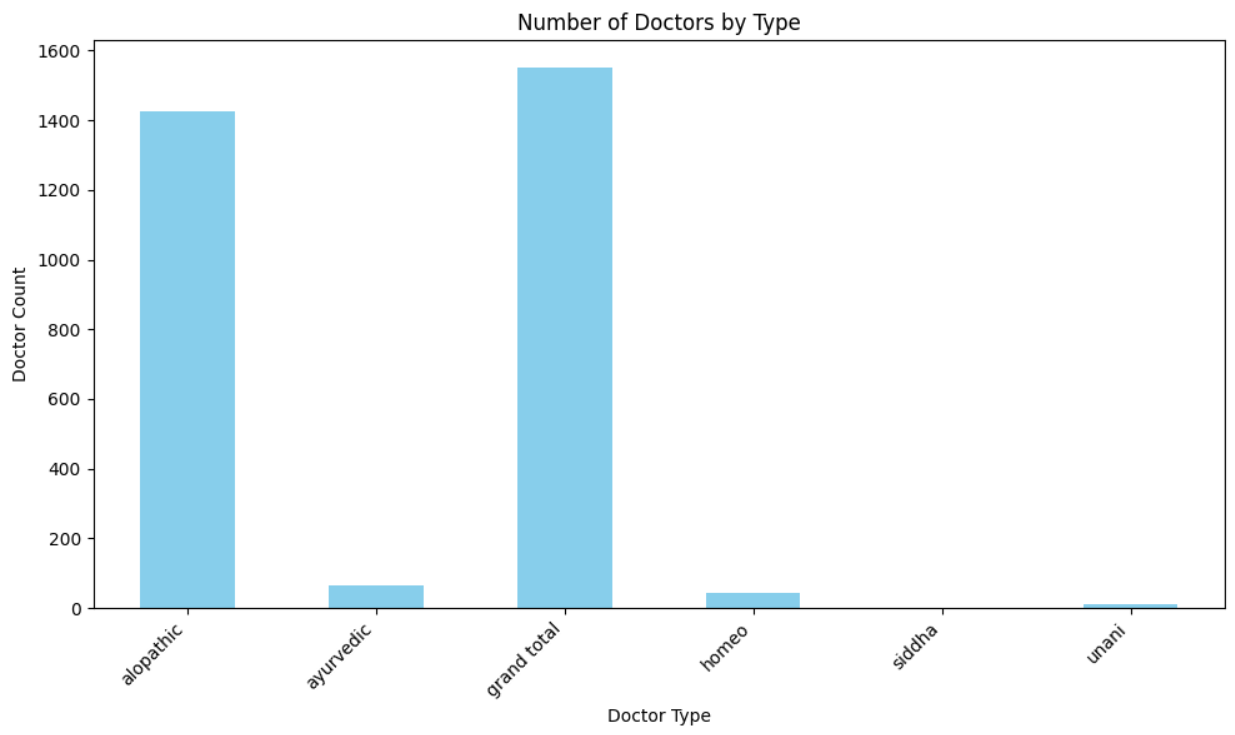 Number of Doctors by Type
1600
1400
1200
1000
800
600
400
200
0
Doctor Count
alopathic
ayurvedic
grand total
homeo
siddha
unani
Doctor Type